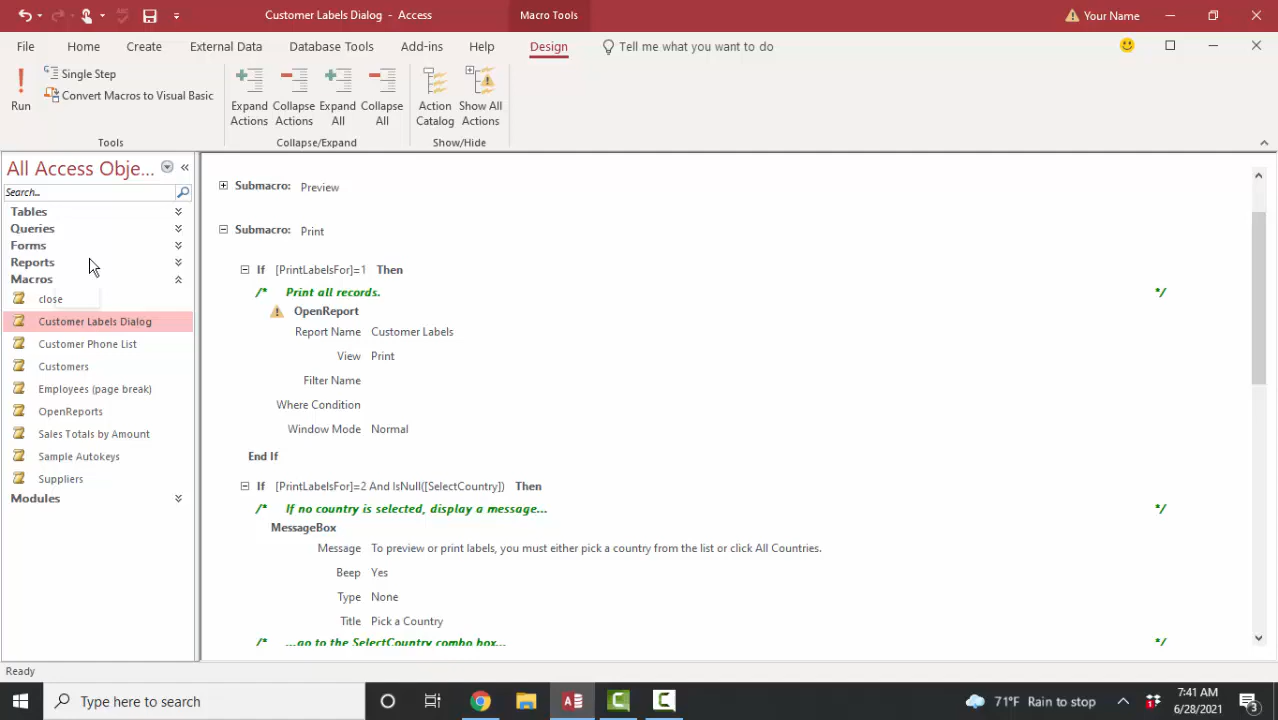 Customer Labels Dialog - Access
Macro Tools
Your Name
File
Home
Create
External Data
Database Tools
Add-ins
Help
Design
Tell me what you want to do
Run
Single Step
Convert Macros to Visual Basic
Expand Actions
Collapse Actions
Expand All
Collapse All
Action Catalog
Show All Actions
Tools
Collapse/Expand
Show/Hide
All Access Obje...
Search...
Tables
Queries
Forms
Reports
Macros
close
Customer Labels Dialog
Customer Phone List
Customers
Employees (page break)
OpenReports
Sales Totals by Amount
Sample Autokeys
Suppliers
Modules
Submacro: Preview
Submacro: Print
If [PrintLabelsFor]=1 Then
/* Print all records. */
OpenReport
Report Name Customer Labels
View Print
Filter Name
Where Condition
Window Mode Normal
End If
If [PrintLabelsFor]=2 And IsNull([SelectCountry]) Then
/* If no country is selected, display a message... */
MessageBox
Message To preview or print labels, you must either pick a country from the list or click All Countries.
Beep Yes
Type None
Title Pick a Country
/* ...go to the SelectCountry combo box... */
Ready
Type here to search
71°F Rain to stop
7:41 AM
6/28/2021
3